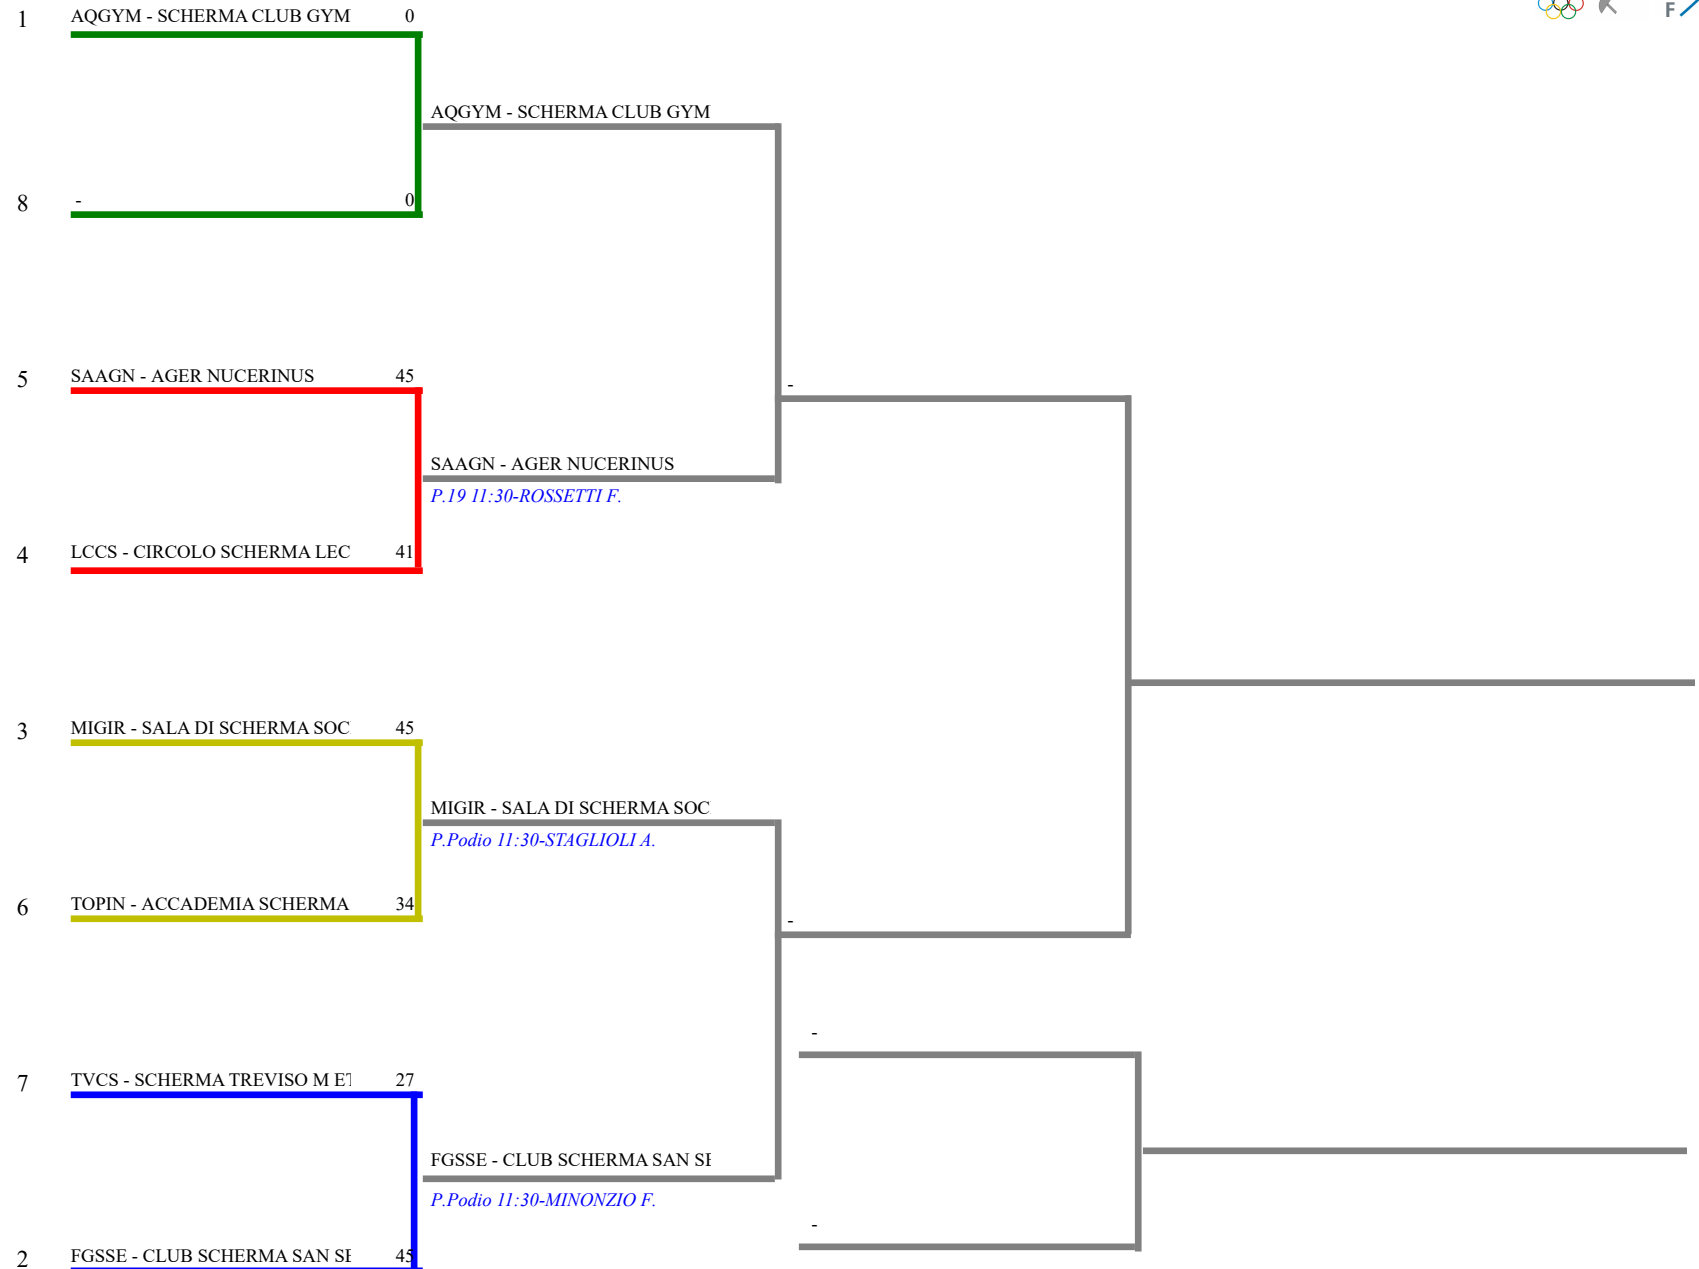 1 AQGYM - SCHERMA CLUB GYM 0
F
AQGYM - SCHERMA CLUB GYM
8 - 0
5 SAAGN - AGER NUCERINUS 45
-
SAAGN - AGER NUCERINUS
P.19 11:30-ROSSETTI F.
4 LCCS - CIRCOLO SCHERMA LEC 41
3 MIGIR - SALA DI SCHERMA SOC 45
MIGIR - SALA DI SCHERMA SOC
P.Podio 11:30-STAGLIOLI A.
6 TOPIN - ACCADEMIA SCHERMA 34
-
-
7 TVCS - SCHERMA TREVISO M ET 27
FGSSE - CLUB SCHERMA SAN SE
P.Podio 11:30-MINONZIO F.
-
2 FGSSE - CLUB SCHERMA SAN SE 45